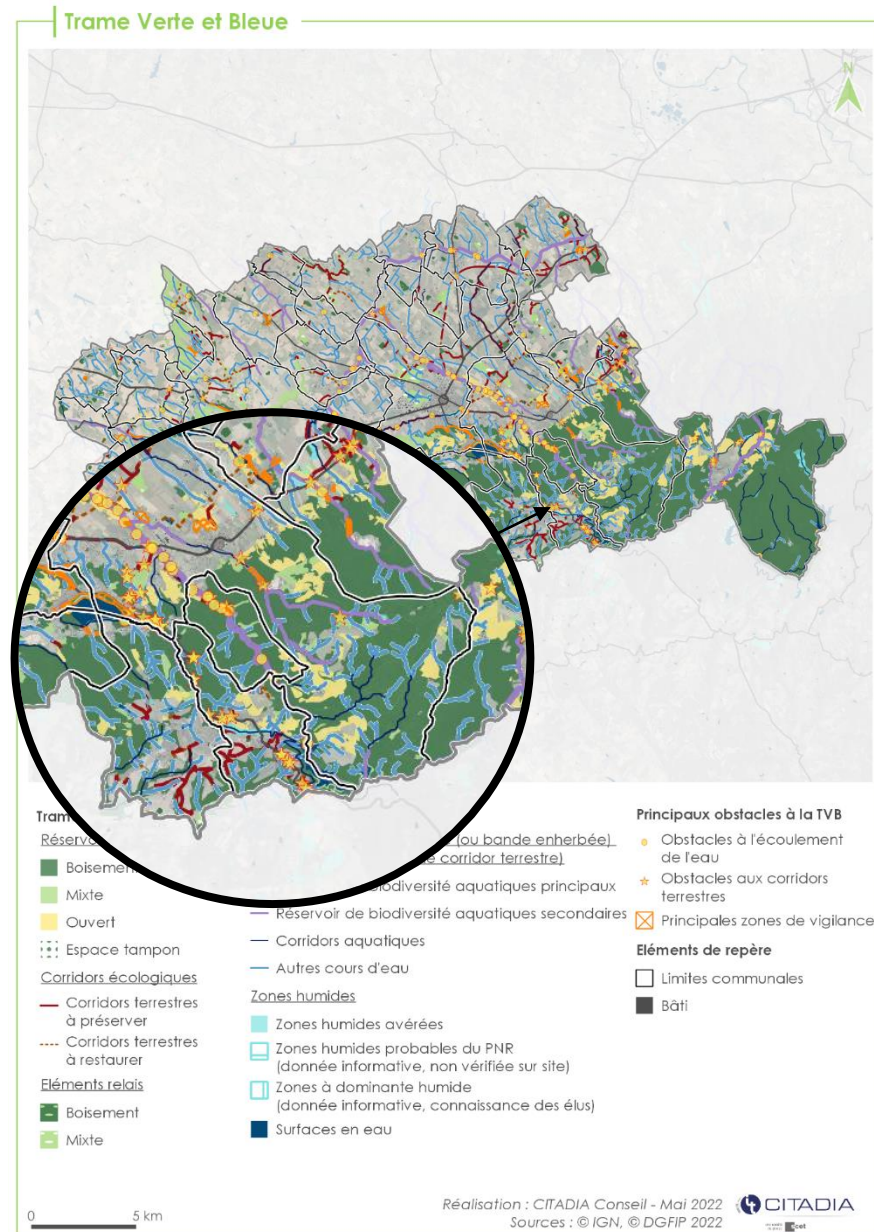 Trame Verte et Bleue
N
Tram
Réservoi
Boisement
Mixte
Ouvert
Espace tampon
Corridors écologiques
Corridors terrestres
à préserver
Corridors terrestres
à restaurer
Eléments relais
Boisement
Mixte
(ou bande enherbée)
corridor terrestre)
biodiversité aquatiques principaux
Réservoir de biodiversité aquatiques secondaires
Corridors aquatiques
Autres cours d'eau
Zones humides
Zones humides avérées
Zones humides probables du PNR
(donnée informative, non vérifiée sur site)
Zones à dominante humide
(donnée informative, connaissance des élus)
Surfaces en eau
Principaux obstacles à la TVB
Obstacles à l'écoulement
de l'eau
Obstacles aux corridors
terrestres
Principales zones de vigilance
Eléments de repère
Limites communales
Bâti
0 5 km
Réalisation : CITADIA Conseil - Mai 2022
Sources : © IGN, © DGFIP 2022
CITADIA